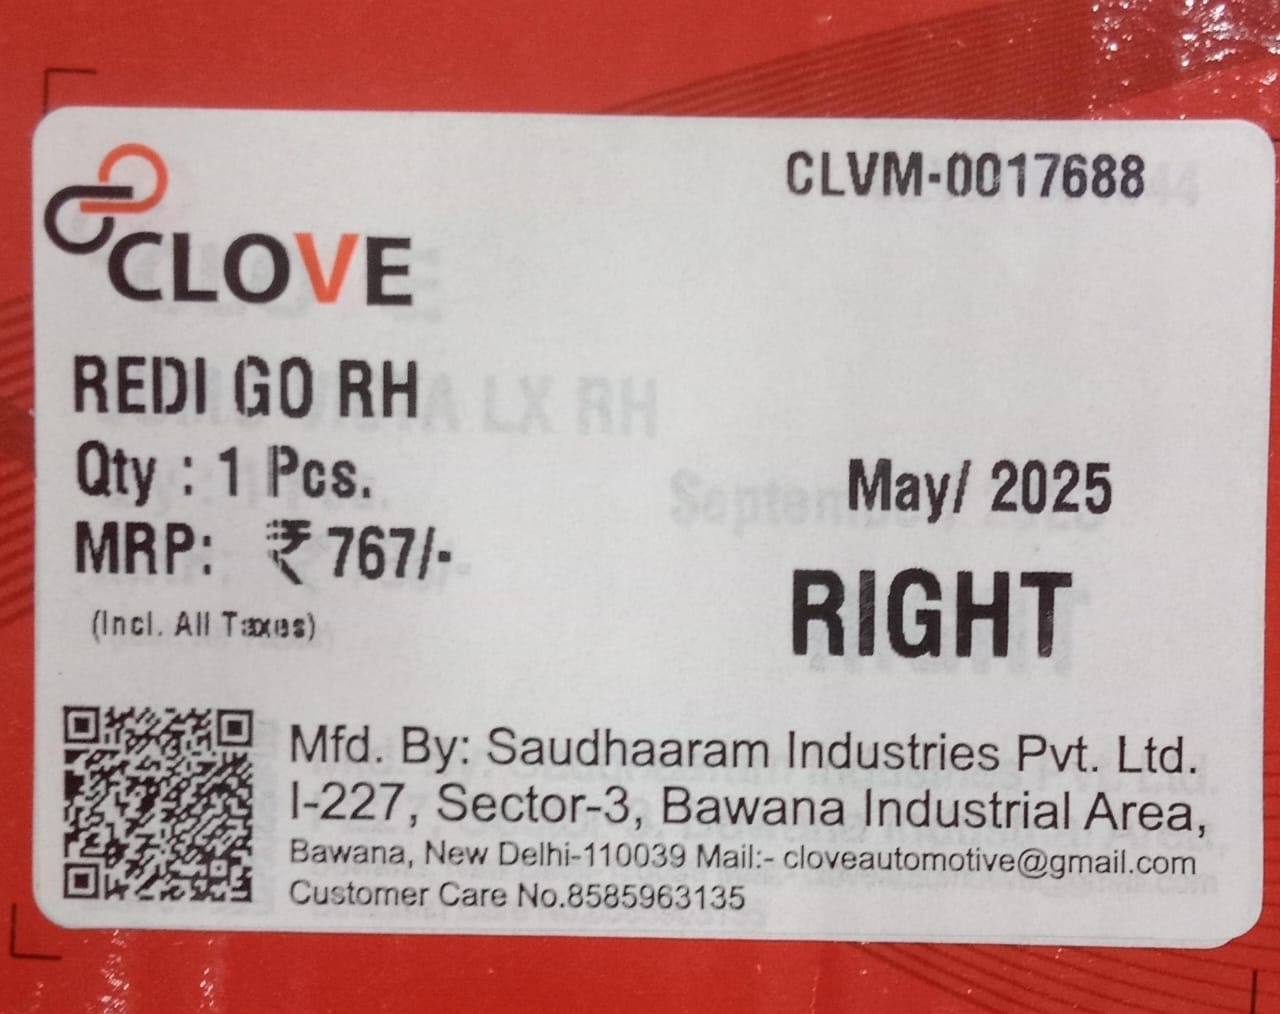 CLVM-0017688
CLOVE
REDI GO RH
Qty : 1 Pcs.
May/ 2025
MRP: ₹ 767/-
RIGHT
(Incl. All Taxes)
Mfd. By: Saudhaaram Industries Pvt. Ltd.
I-227, Sector-3, Bawana Industrial Area,
Bawana, New Delhi-110039 Mail:- cloveautomotive@gmail.com
Customer Care No.8585963135